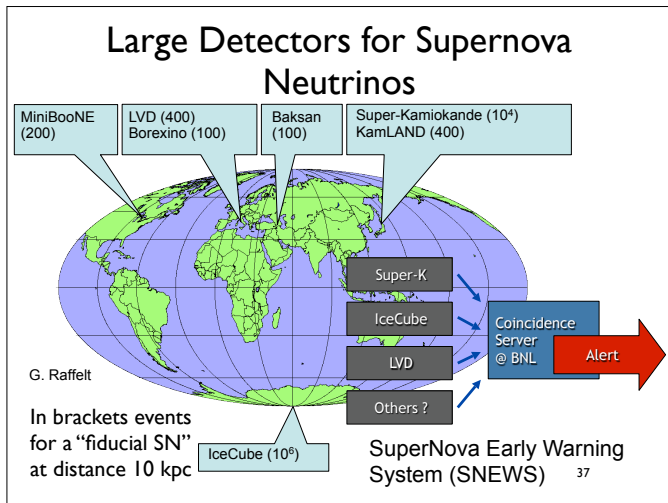 Large Detectors for Supernova
Neutrinos
MiniBooNE
(200)
LVD (400)
Borexino (100)
Baksan
(100)
Super-Kamiokande (10⁴)
KamLAND (400)
Super-K
IceCube
LVD
Others ?
Coincidence
Server
@ BNL
Alert
G. Raffelt
In brackets events
for a “fiducial SN”
at distance 10 kpc
IceCube (10⁶)
SuperNova Early Warning
System (SNEWS)
37